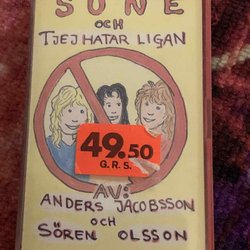 SUNE
OCH
TJEJHATAR LIGAN
49.50
G.R.S.
AV:
ANDERS JACOBSSON
OCH
SÖREN OLSSON